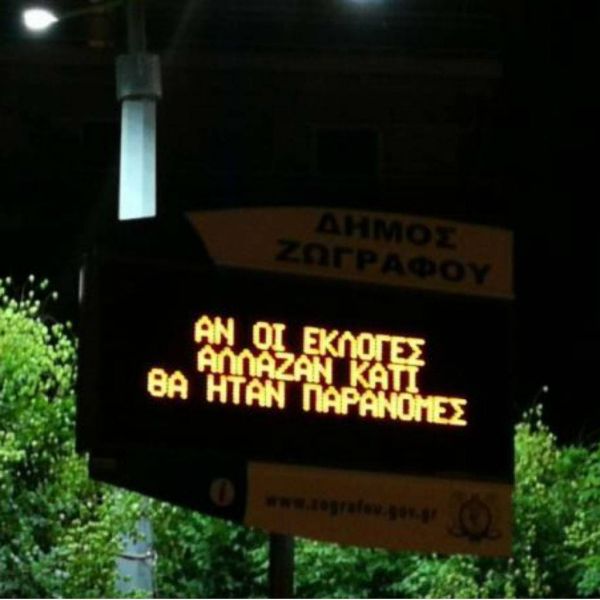 ΔΗΜΟΣ
ΖΩΓΡΑΦΟΥ
ΑΝ ΟΙ ΕΚΛΟΓΕΣ
ΑΛΛΑΖΑΝ ΚΑΤΙ
ΘΑ ΗΤΑΝ ΠΑΡΑΝΟΜΕΣ
i www.zografou.gov.gr